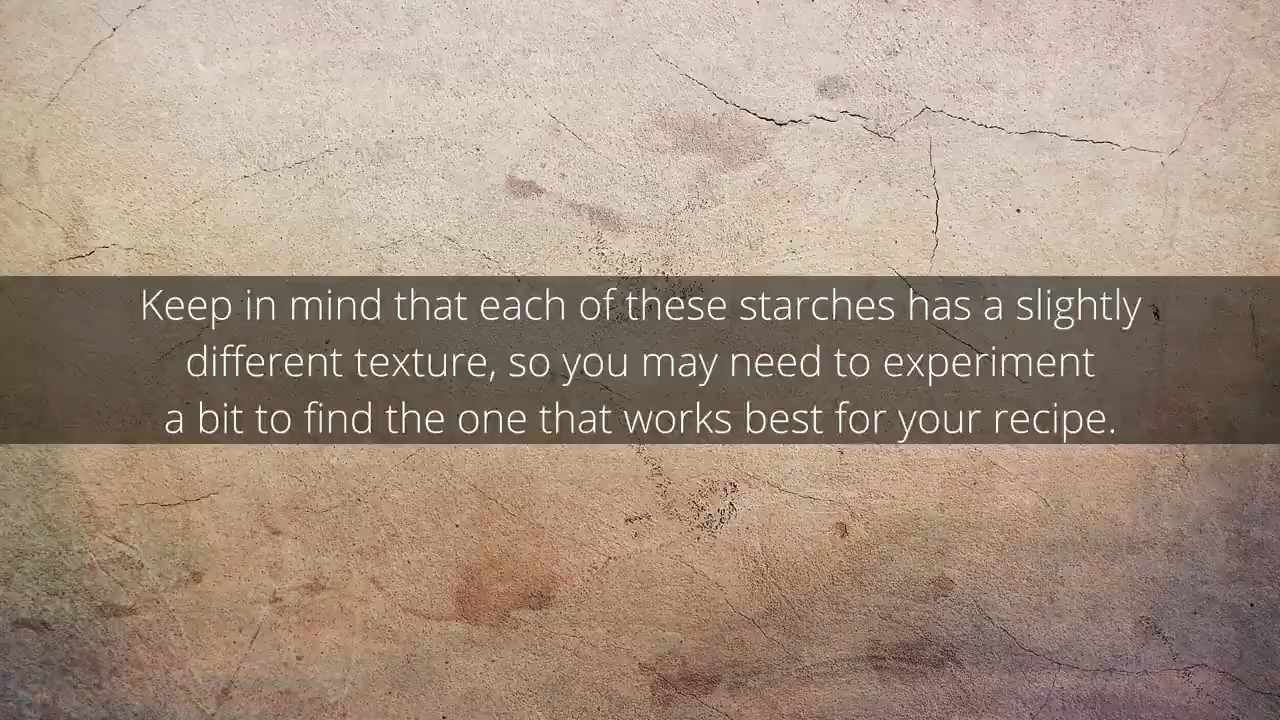 Keep in mind that each of these starches has a slightly
different texture, so you may need to experiment
a bit to find the one that works best for your recipe.